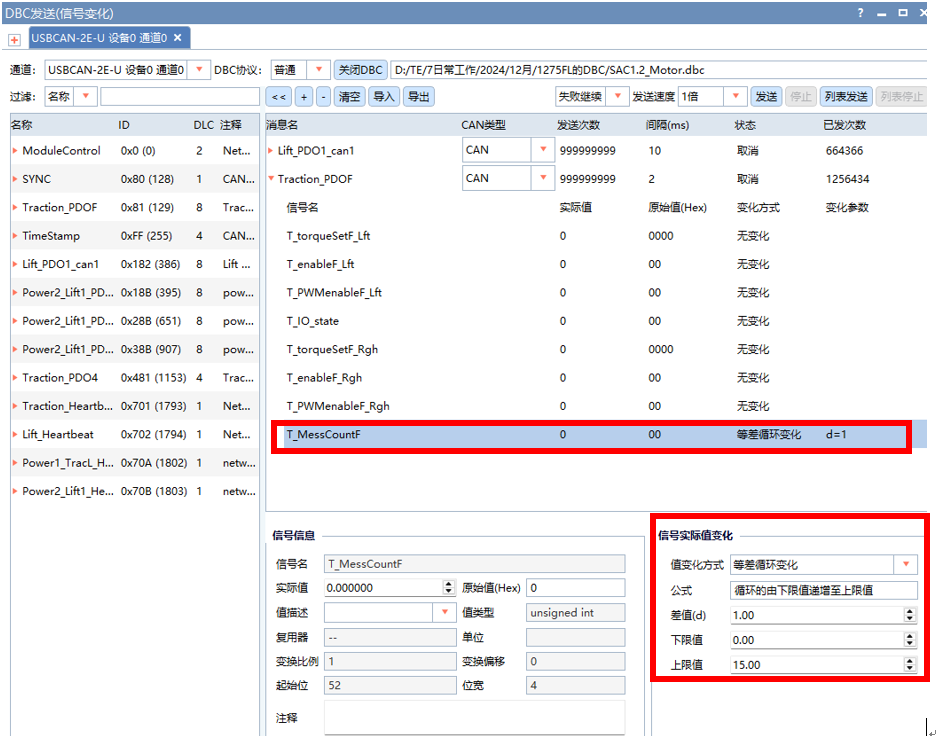 DBC发送(信号变化)
USBCAN-2E-U 设备0 通道0
通道: USBCAN-2E-U 设备0 通道0 DBC协议: 普通 关闭DBC D:/TE/7日常工作/2024/12月/1275FL的DBC/SAC1.2_Motor.dbc
过滤: 名称 << + - 清空 导入 导出 失败继续 发送速度 1倍 发送 停止 列表发送 列表停止
名称 ID DLC 注释
ModuleControl 0x0 (0) 2 Net...
SYNC 0x80 (128) 1 CAN...
Traction_PDOF 0x81 (129) 8 Trac...
TimeStamp 0xFF (255) 4 CAN...
Lift_PDO1_can1 0x182 (386) 8 Lift ...
Power2_Lift1_PD... 0x18B (395) 8 pow...
Power2_Lift1_PD... 0x28B (651) 8 pow...
Power2_Lift1_PD... 0x38B (907) 8 pow...
Traction_PDO4 0x481 (1153) 4 Trac...
Traction_Heartb... 0x701 (1793) 1 Net...
Lift_Heartbeat 0x702 (1794) 1 Net...
Power1_TracL_H... 0x70A (1802) 1 netw...
Power2_Lift1_He... 0x70B (1803) 1 netw...
消息名 CAN类型 发送次数 间隔(ms) 状态 已发次数
Lift_PDO1_can1 CAN 999999999 10 取消 664366
Traction_PDOF CAN 999999999 2 取消 1256434
信号名 实际值 原始值(Hex) 变化方式 变化参数
T_torqueSetF_Lft 0 0000 无变化
T_enableF_Lft 0 00 无变化
T_PWMenableF_Lft 0 00 无变化
T_IO_state 0 00 无变化
T_torqueSetF_Rgh 0 0000 无变化
T_enableF_Rgh 0 00 无变化
T_PWMenableF_Rgh 0 00 无变化
T_MessCountF 0 00 等差循环变化 d=1
信号信息
信号名 T_MessCountF
实际值 0.000000 原始值(Hex) 0
值描述 值类型 unsigned int
复用器 -- 单位
变换比例 1 变换偏移 0
起始位 52 位宽 4
注释
信号实际值变化
值变化方式 等差循环变化
公式 循环的由下限值递增至上限值
差值(d) 1.00
下限值 0.00
上限值 15.00